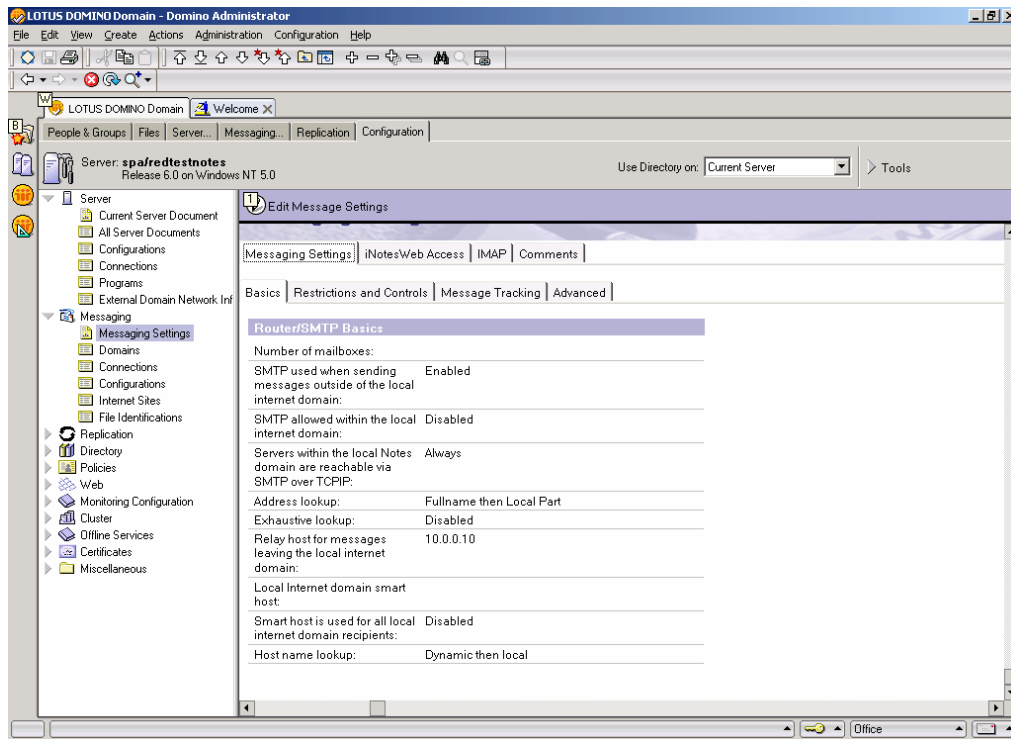 LOTUS DOMINO Domain - Domino Administrator
File Edit View Create Actions Administration Configuration Help
W
LOTUS DOMINO Domain Welcome
B
People & Groups Files Server... Messaging... Replication Configuration
Server: spa/redtestnotes
Release 6.0 on Windows NT 5.0
Use Directory on: Current Server
Tools
Server
Current Server Document
All Server Documents
Configurations
Connections
Programs
External Domain Network Inf
Messaging
Messaging Settings
Domains
Connections
Configurations
Internet Sites
File Identifications
Replication
Directory
Policies
Web
Monitoring Configuration
Cluster
Offline Services
Certificates
Miscellaneous
1
Edit Message Settings
Messaging Settings iNotesWeb Access IMAP Comments
Basics Restrictions and Controls Message Tracking Advanced
Router/SMTP Basics
Number of mailboxes:
SMTP used when sending Enabled
messages outside of the local
internet domain:
SMTP allowed within the local Disabled
internet domain:
Servers within the local Notes Always
domain are reachable via
SMTP over TCPIP:
Address lookup: Fullname then Local Part
Exhaustive lookup: Disabled
Relay host for messages 10.0.0.10
leaving the local internet
domain:
Local Internet domain smart
host:
Smart host is used for all local Disabled
internet domain recipients:
Host name lookup: Dynamic then local
Office